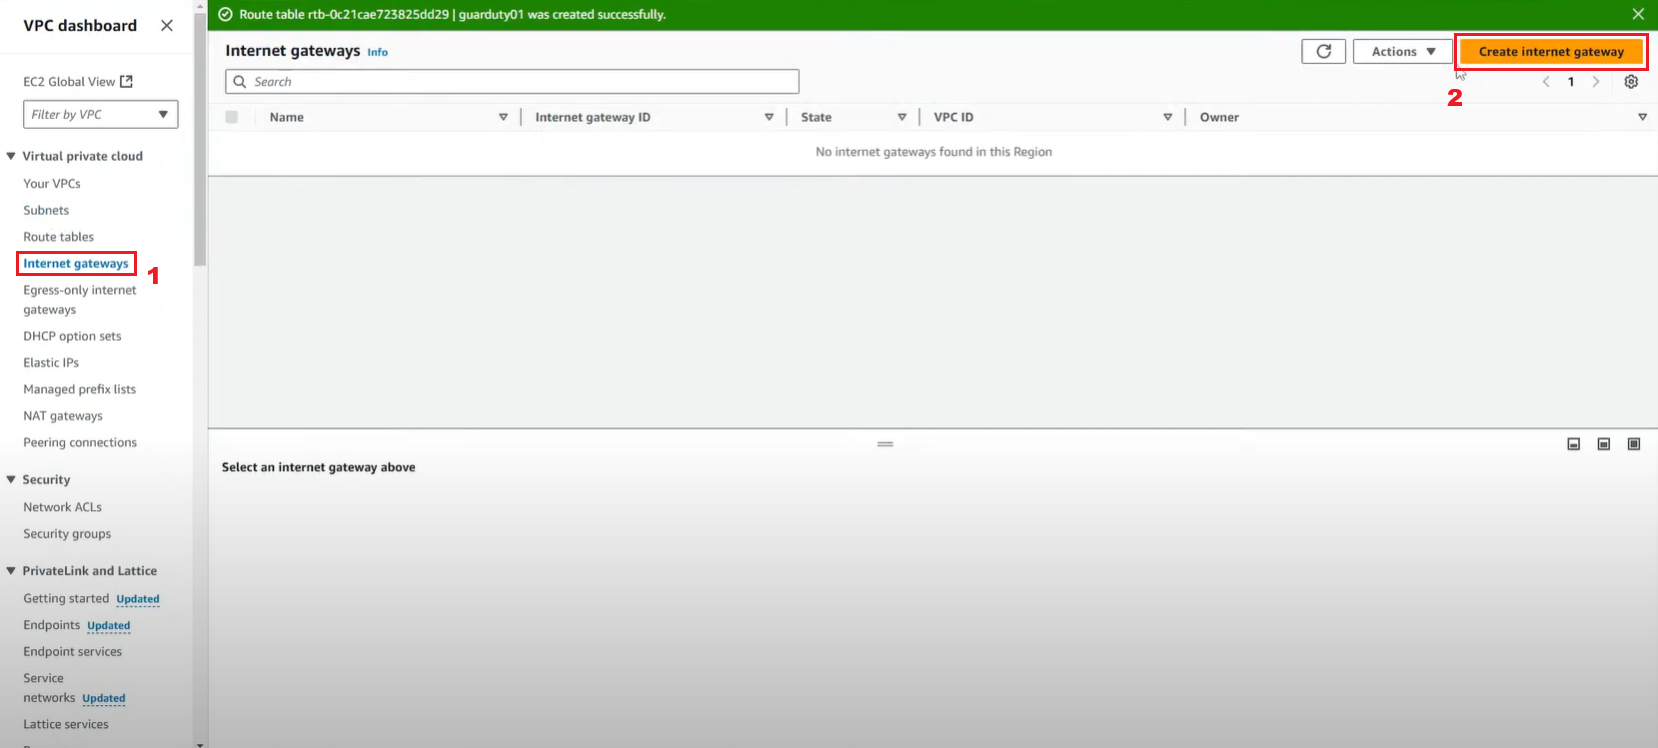 VPC dashboard
EC2 Global View
Filter by VPC
Virtual private cloud
Your VPCs
Subnets
Route tables
Internet gateways
1
Egress-only internet
gateways
DHCP option sets
Elastic IPs
Managed prefix lists
NAT gateways
Peering connections
Security
Network ACLs
Security groups
PrivateLink and Lattice
Getting started Updated
Endpoints Updated
Endpoint services
Service
networks Updated
Lattice services
Route table rtb-0c21cae723825dd29 | guarduty01 was created successfully.
Internet gateways Info
Actions
Create internet gateway
Search
1
2
Name Internet gateway ID State VPC ID Owner
No internet gateways found in this Region
Select an internet gateway above